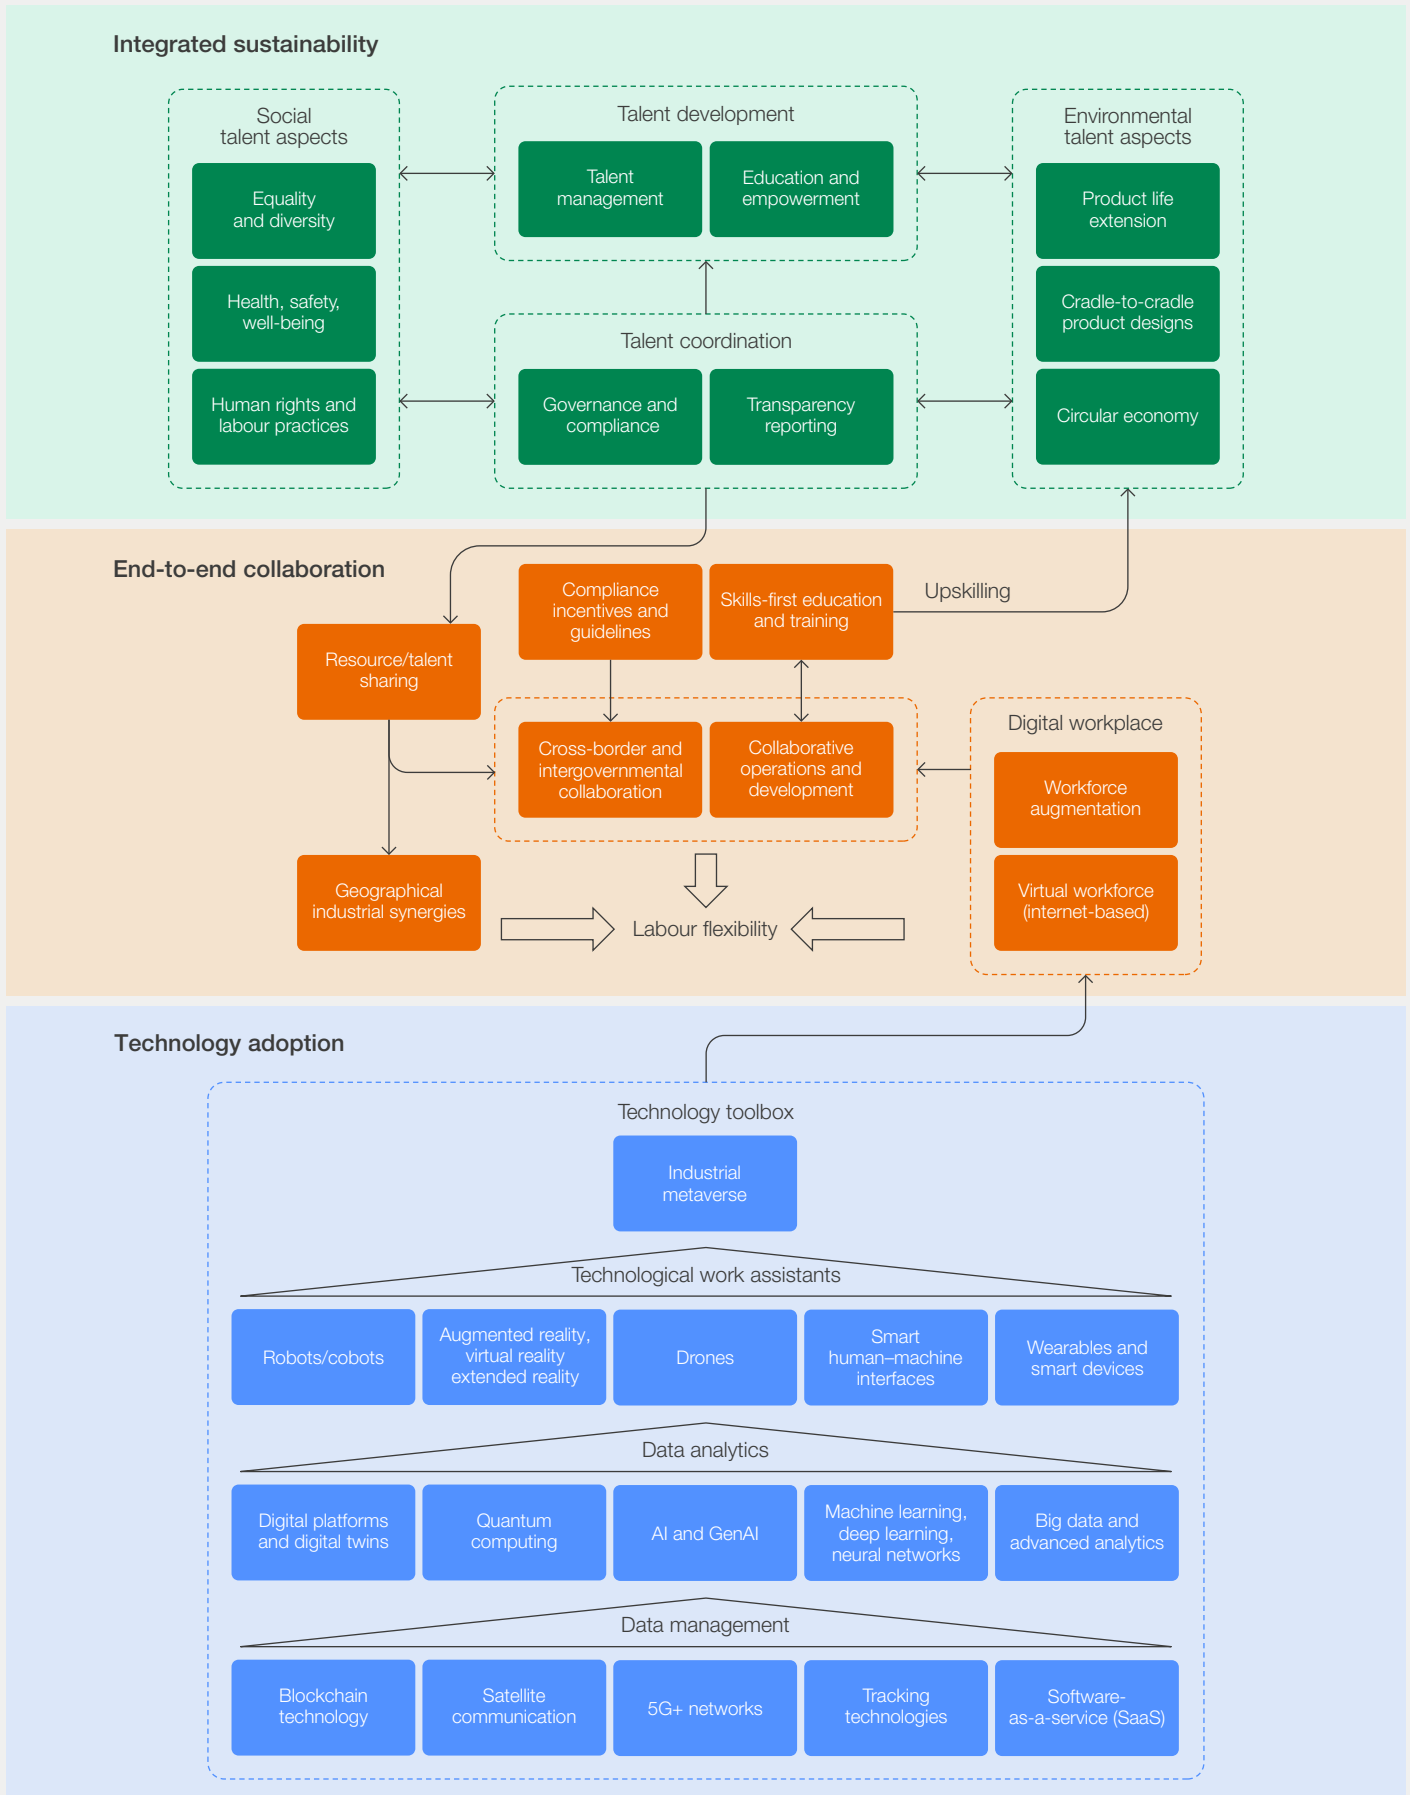 Integrated sustainability
Social
talent aspects
Equality
and diversity
Health, safety,
well-being
Human rights and
labour practices
Talent development
Talent
management
Education and
empowerment
Talent coordination
Governance and
compliance
Transparency
reporting
Environmental
talent aspects
Product life
extension
Cradle-to-cradle
product designs
Circular economy
End-to-end collaboration
Compliance
incentives and
guidelines
Skills-first education
and training
Upskilling
Resource/talent
sharing
Cross-border and
intergovernmental
collaboration
Collaborative
operations and
development
Digital workplace
Workforce
augmentation
Virtual workforce
(internet-based)
Geographical
industrial synergies
Labour flexibility
Technology adoption
Technology toolbox
Industrial
metaverse
Technological work assistants
Robots/cobots
Augmented reality,
virtual reality
extended reality
Drones
Smart
human–machine
interfaces
Wearables and
smart devices
Data analytics
Digital platforms
and digital twins
Quantum
computing
AI and GenAI
Machine learning,
deep learning,
neural networks
Big data and
advanced analytics
Data management
Blockchain
technology
Satellite
communication
5G+ networks
Tracking
technologies
Software-
as-a-service (SaaS)